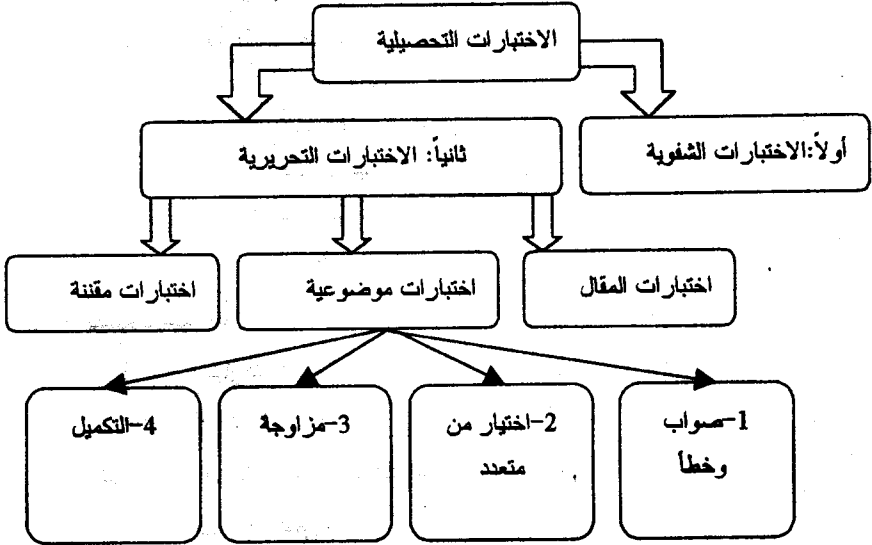 الاختبارات التحصيلية
أولاً:الاختبارات الشفوية
ثانياً: الاختبارات التحريرية
اختبارات المقال
اختبارات موضوعية
اختبارات مقننة
1-صواب
وخطأ
2-اختيار من
متعدد
3-مزاوجة
4-التكميل